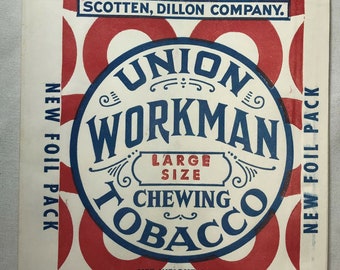 SCOTTEN, DILLON COMPANY.
UNION
WORKMAN
LARGE
SIZE
CHEWING
TOBACCO
NEW FOIL PACK
NEW FOIL PACK